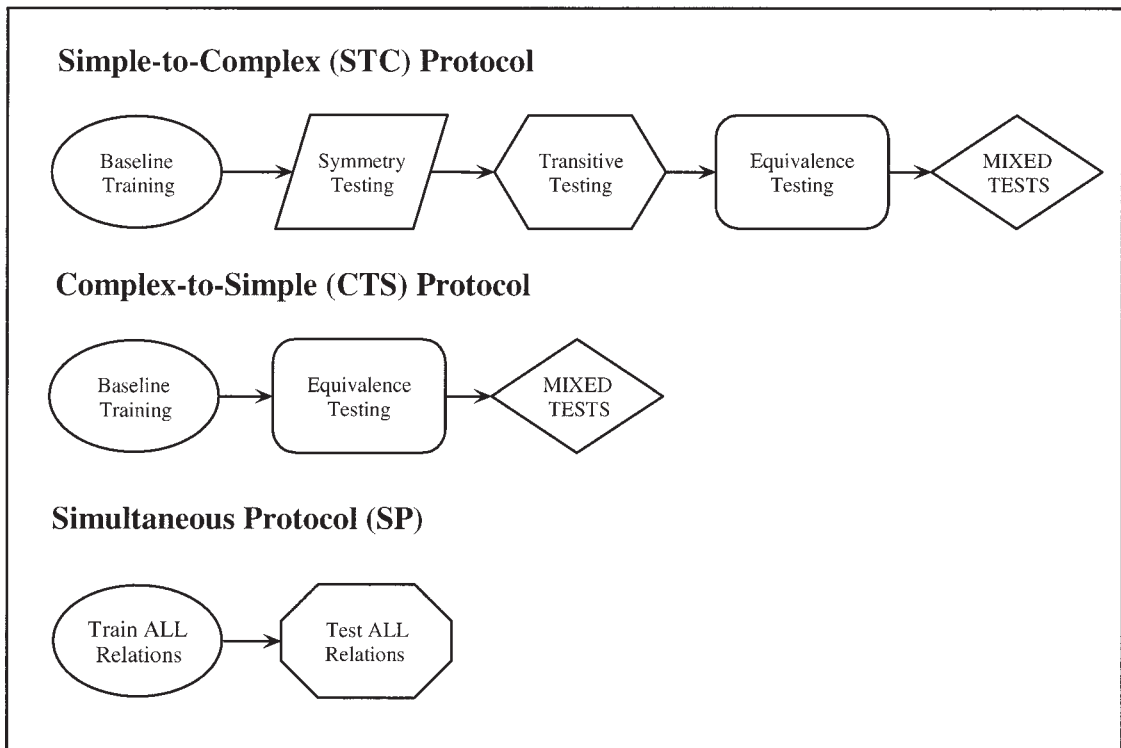 Simple-to-Complex (STC) Protocol
Baseline
Training
Symmetry
Testing
Transitive
Testing
Equivalence
Testing
MIXED
TESTS
Complex-to-Simple (CTS) Protocol
Baseline
Training
Equivalence
Testing
MIXED
TESTS
Simultaneous Protocol (SP)
Train ALL
Relations
Test ALL
Relations